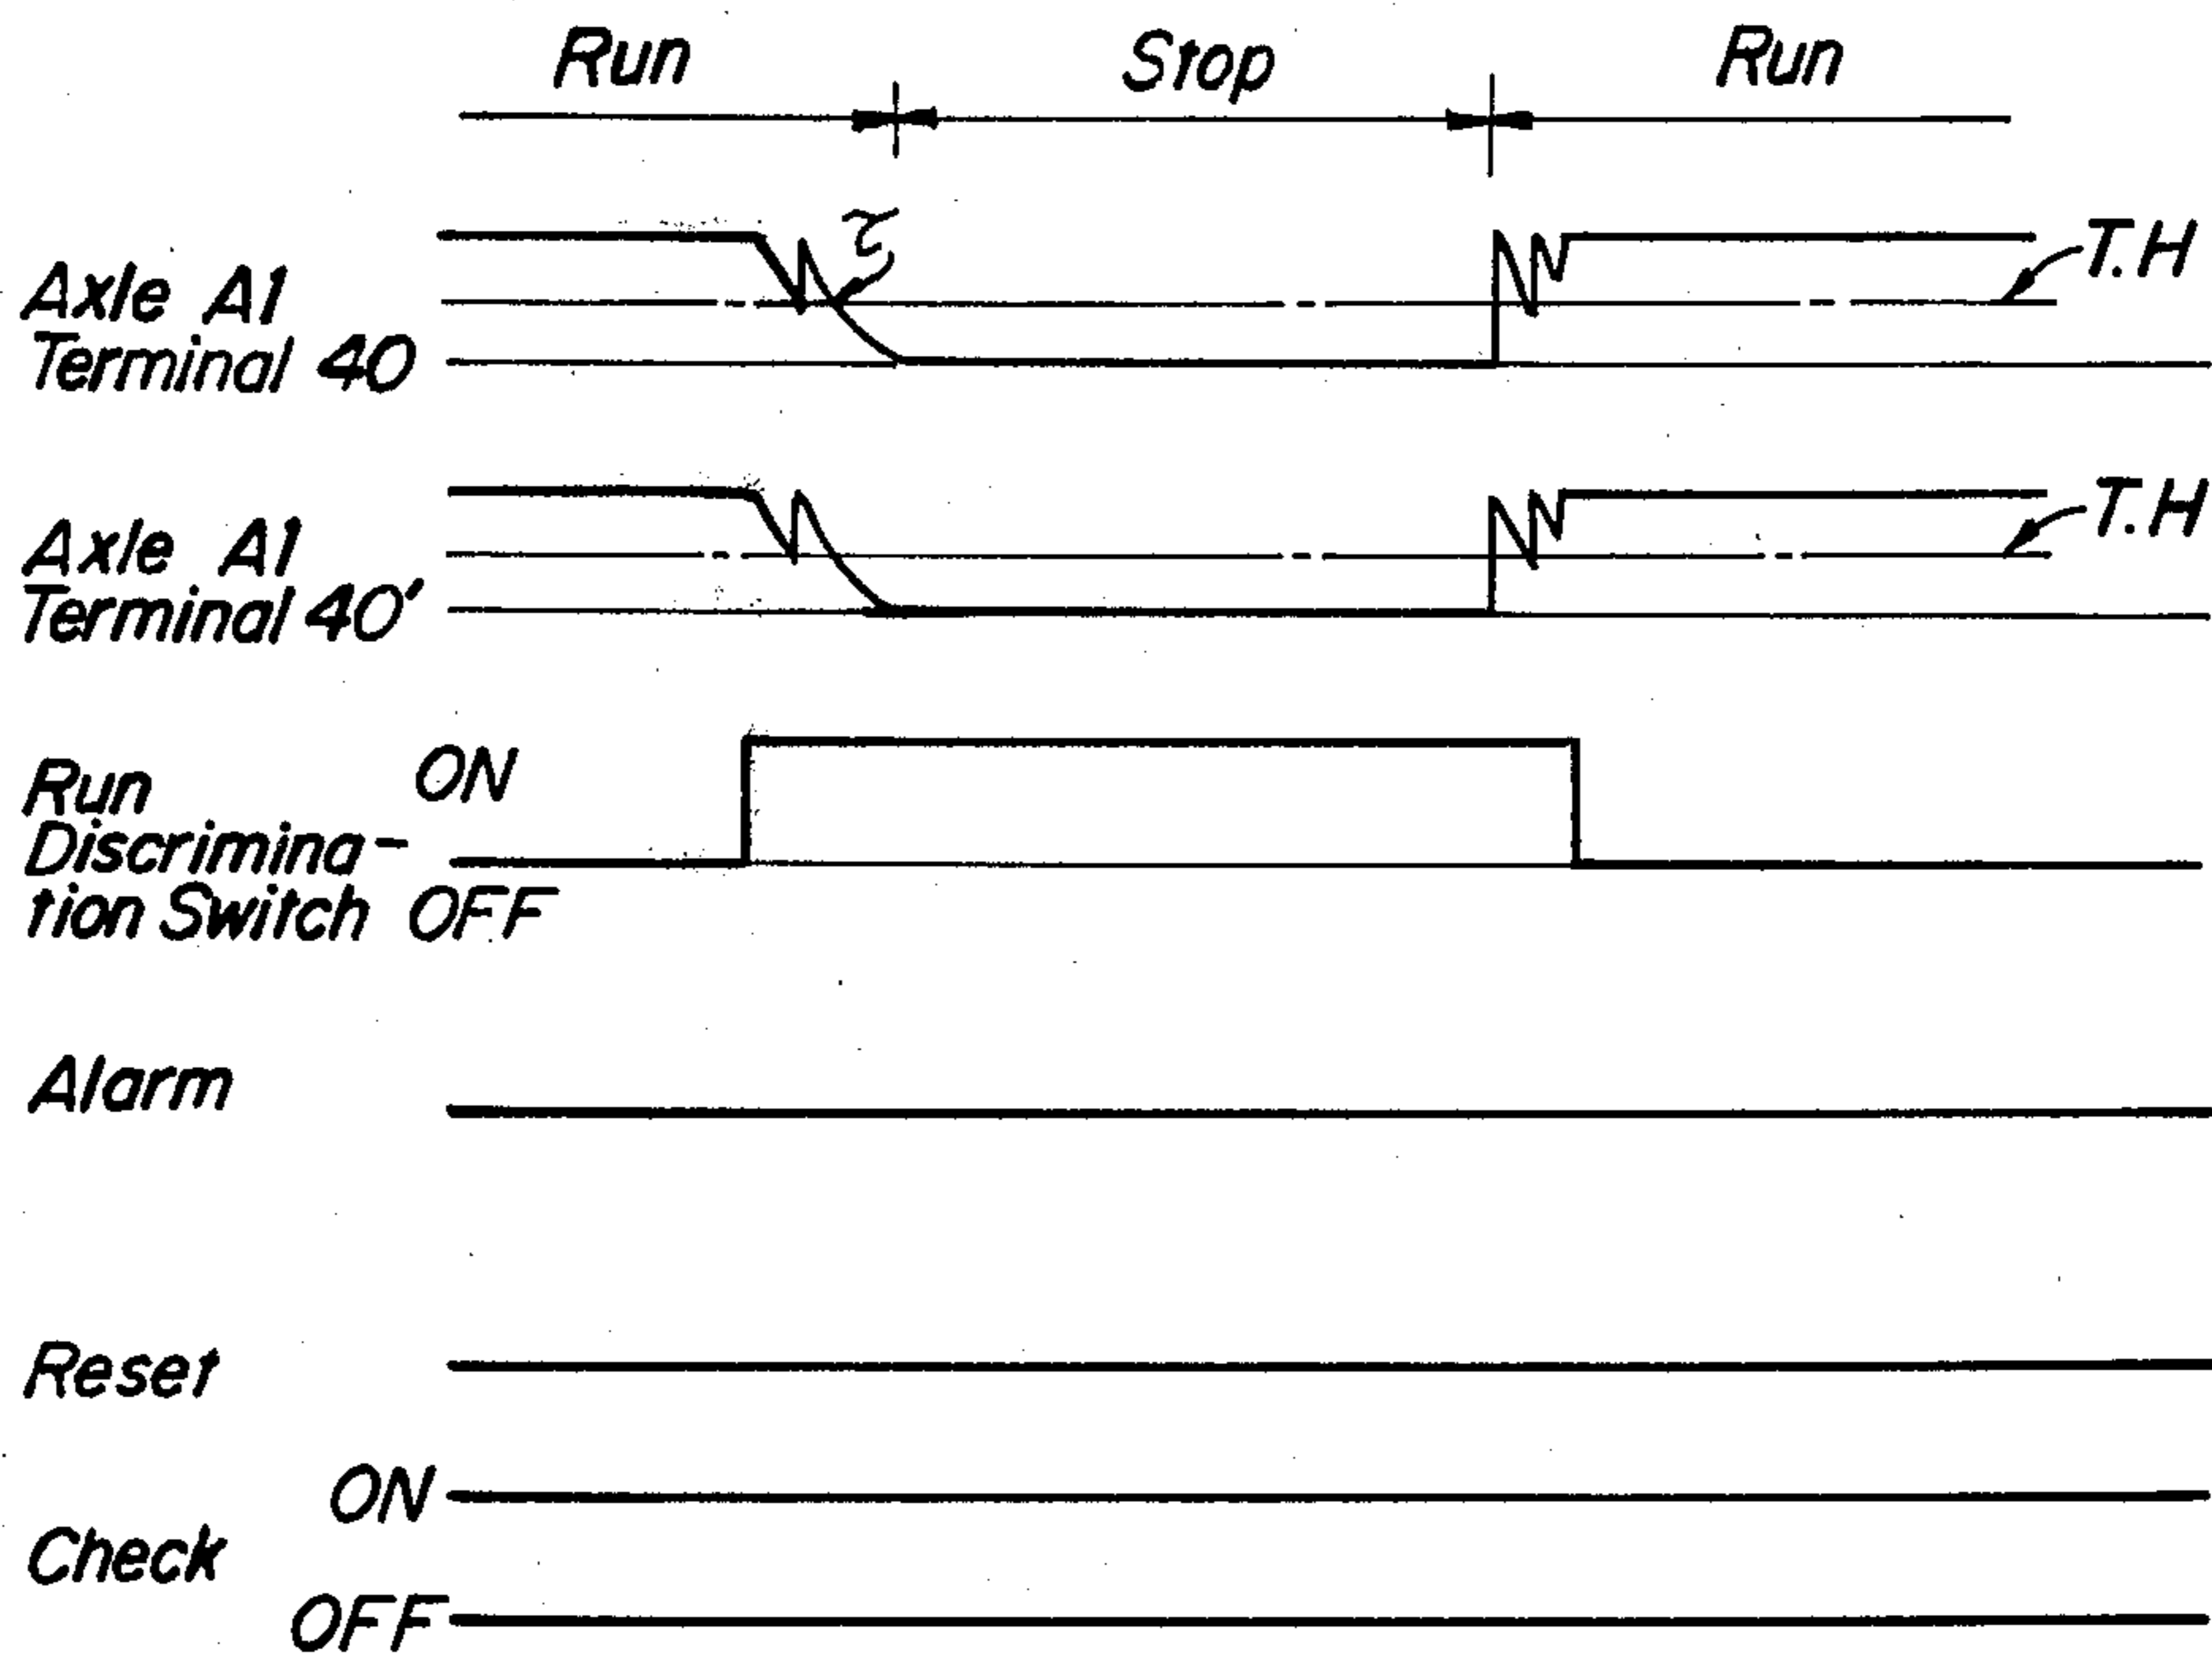 Run Stop Run
τ
T.H
Axle A1
Terminal 40
T.H
Axle A1
Terminal 40'
ON
Run
Discrimina-
tion Switch OFF
Alarm
Reset
ON
Check
OFF